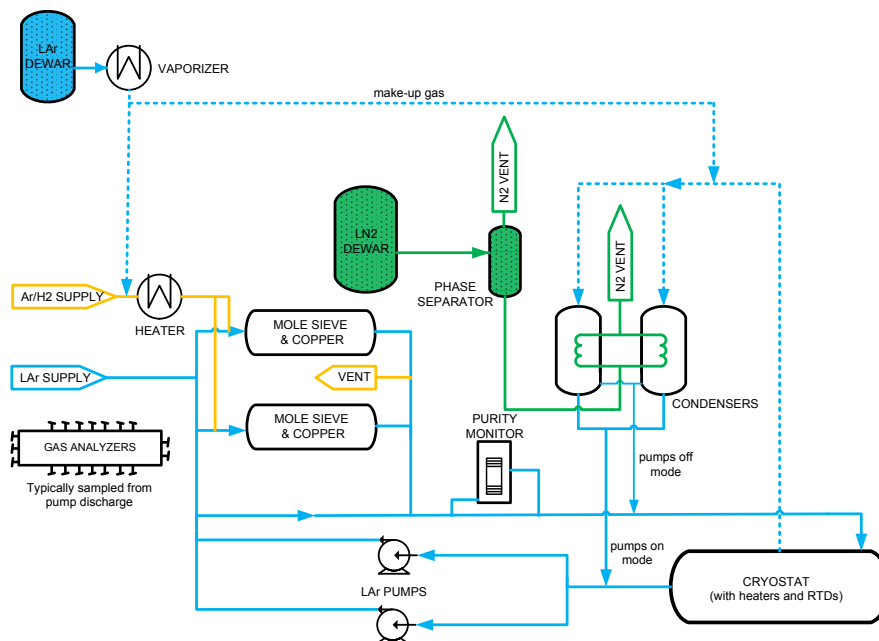 LAr
DEWAR
VAPORIZER
make-up gas
N2 VENT
LN2
DEWAR
N2 VENT
PHASE
SEPARATOR
Ar/H2 SUPPLY
HEATER
MOLE SIEVE
& COPPER
LAr SUPPLY
VENT
CONDENSERS
MOLE SIEVE
& COPPER
PURITY
MONITOR
GAS ANALYZERS
pumps off
mode
Typically sampled from
pump discharge
pumps on
mode
CRYOSTAT
(with heaters and RTDs)
LAr PUMPS